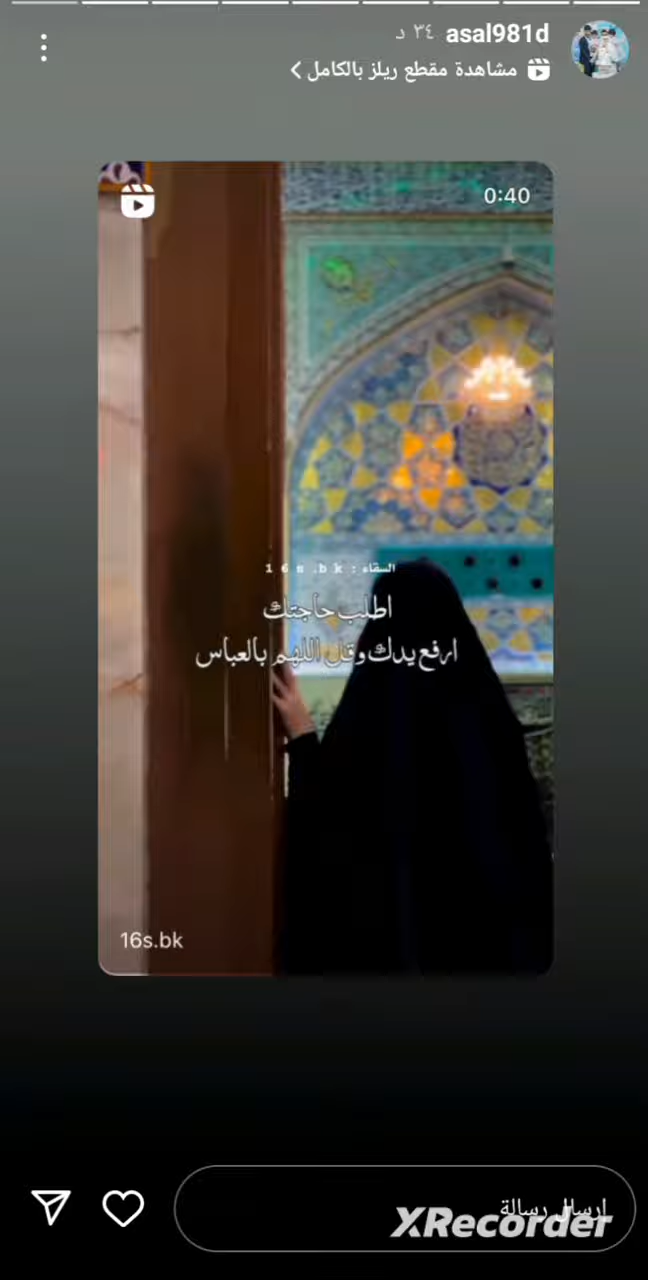 asal981d ٣٤ د
مشاهدة مقطع ريلز بالكامل
0:40
السقاء : 16s.bk
اطلب حاجتك
ارفع يدك وقل اللهم بالعباس
16s.bk
إرسال رسالة
XRecorder